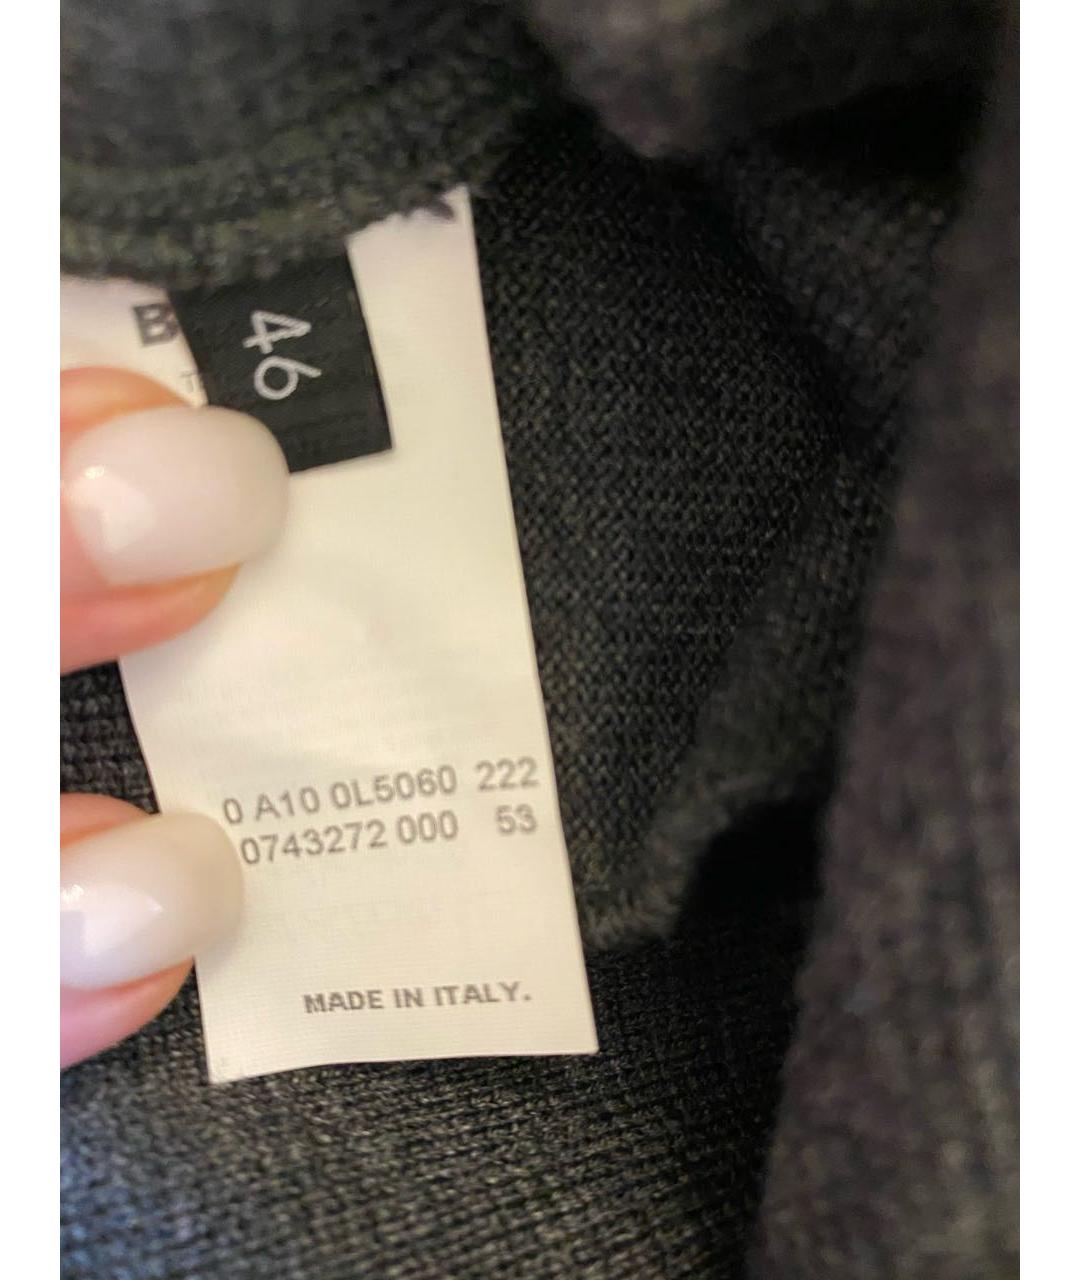 B
46
0 A10 0L5060 222
0743272 000 53
MADE IN ITALY.